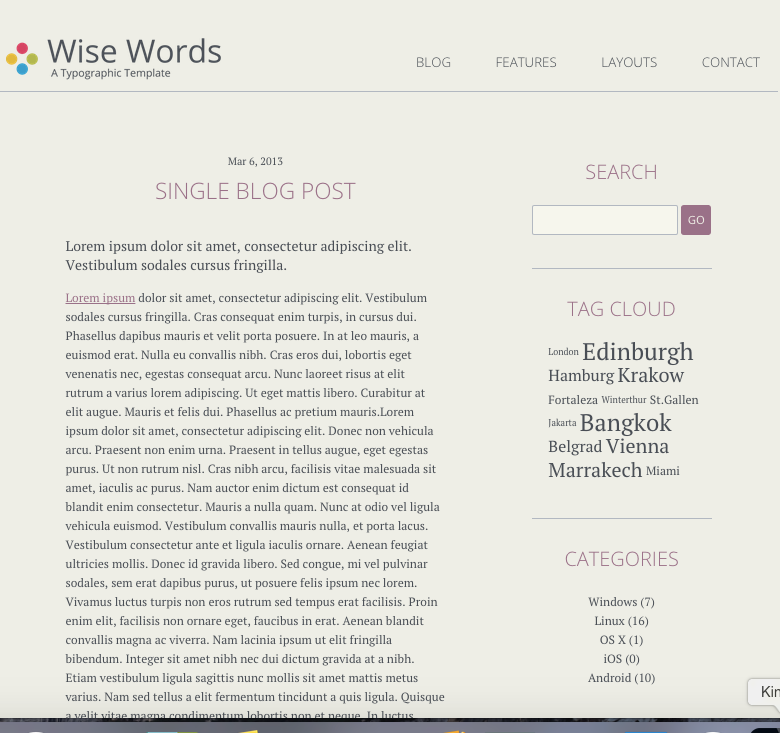 Wise Words
A Typographic Template
BLOG FEATURES LAYOUTS CONTACT
Mar 6, 2013
SINGLE BLOG POST
Lorem ipsum dolor sit amet, consectetur adipiscing elit.
Vestibulum sodales cursus fringilla.
Lorem ipsum dolor sit amet, consectetur adipiscing elit. Vestibulum
sodales cursus fringilla. Cras consequat enim turpis, in cursus dui.
Phasellus dapibus mauris et velit porta posuere. In at leo mauris, a
euismod erat. Nulla eu convallis nibh. Cras eros dui, lobortis eget
venenatis nec, egestas consequat arcu. Nunc laoreet risus at elit
rutrum a varius lorem adipiscing. Ut eget mattis libero. Curabitur at
elit augue. Mauris et felis dui. Phasellus ac pretium mauris.Lorem
ipsum dolor sit amet, consectetur adipiscing elit. Donec non vehicula
arcu. Praesent non enim urna. Praesent in tellus augue, eget egestas
purus. Ut non rutrum nisl. Cras nibh arcu, facilisis vitae malesuada sit
amet, iaculis ac purus. Nam auctor enim dictum est consequat id
blandit enim consectetur. Mauris a nulla quam. Nunc at odio vel ligula
vehicula euismod. Vestibulum convallis mauris nulla, et porta lacus.
Vestibulum consectetur ante et ligula iaculis ornare. Aenean feugiat
ultricies mollis. Donec id gravida libero. Sed congue, mi vel pulvinar
sodales, sem erat dapibus purus, ut posuere felis ipsum nec lorem.
Vivamus luctus turpis non eros rutrum sed tempus erat facilisis. Proin
enim elit, facilisis non ornare eget, faucibus in erat. Aenean blandit
convallis magna ac viverra. Nam lacinia ipsum ut elit fringilla
bibendum. Integer sit amet nibh nec dui dictum gravida at a nibh.
Etiam vestibulum ligula sagittis nunc mollis sit amet mattis metus
varius. Nam sed tellus a elit fermentum tincidunt a quis ligula. Quisque
a velit vitae magna condimentum lobortis non et neque. In luctus
SEARCH
GO
TAG CLOUD
London Edinburgh
Hamburg Krakow
Fortaleza Winterthur St.Gallen
Jakarta Bangkok
Belgrad Vienna
Marrakech Miami
CATEGORIES
Windows (7)
Linux (16)
OS X (1)
iOS (0)
Android (10)